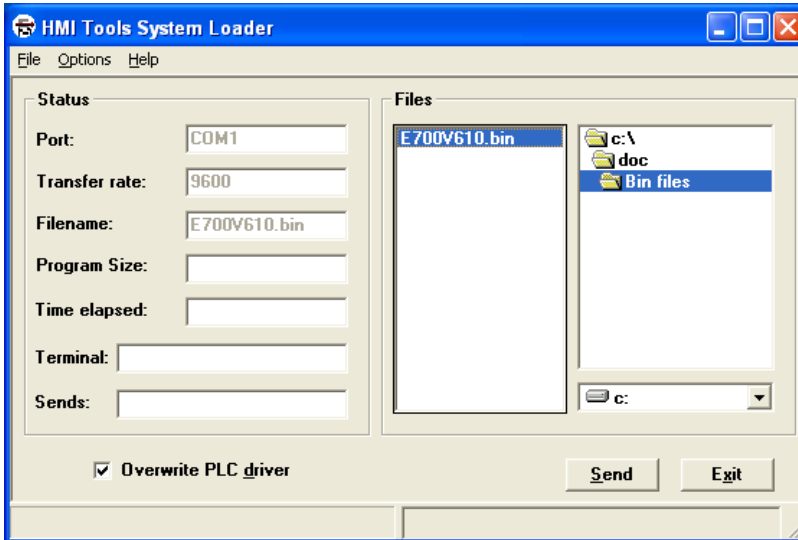 HMI Tools System Loader
File Options Help
Status
Port: COM1
Transfer rate: 9600
Filename: E700V610.bin
Program Size:
Time elapsed:
Terminal:
Sends:
Files
E700V610.bin
c:\
doc
Bin files
c:
Overwrite PLC driver
Send
Exit